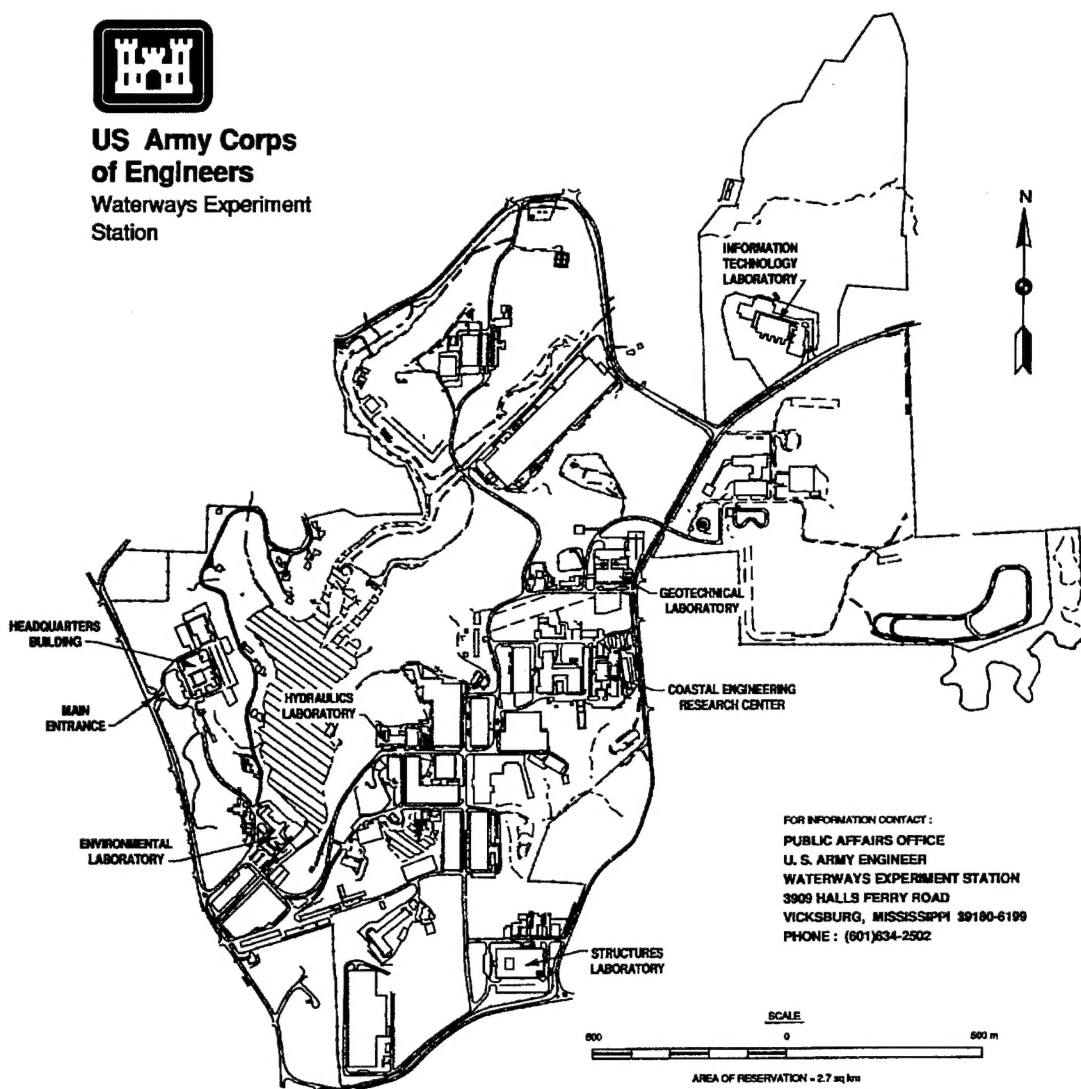 US Army Corps
of Engineers
Waterways Experiment
Station
N
INFORMATION
TECHNOLOGY
LABORATORY
GEOTECHNICAL
LABORATORY
HEADQUARTERS
BUILDING
MAIN
ENTRANCE
HYDRAULICS
LABORATORY
COASTAL ENGINEERING
RESEARCH CENTER
ENVIRONMENTAL
LABORATORY
STRUCTURES
LABORATORY
FOR INFORMATION CONTACT :
PUBLIC AFFAIRS OFFICE
U. S. ARMY ENGINEER
WATERWAYS EXPERIMENT STATION
3909 HALLS FERRY ROAD
VICKSBURG, MISSISSIPPI 39180-6199
PHONE : (601)634-2502
SCALE
500 0 500 m
AREA OF RESERVATION = 2.7 sq km